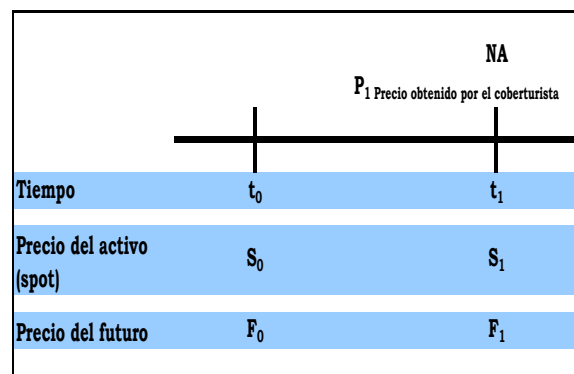 NA
P1 Precio obtenido por el coberturista
Tiempo t0 t1
Precio del activo
(spot) S0 S1
Precio del futuro F0 F1